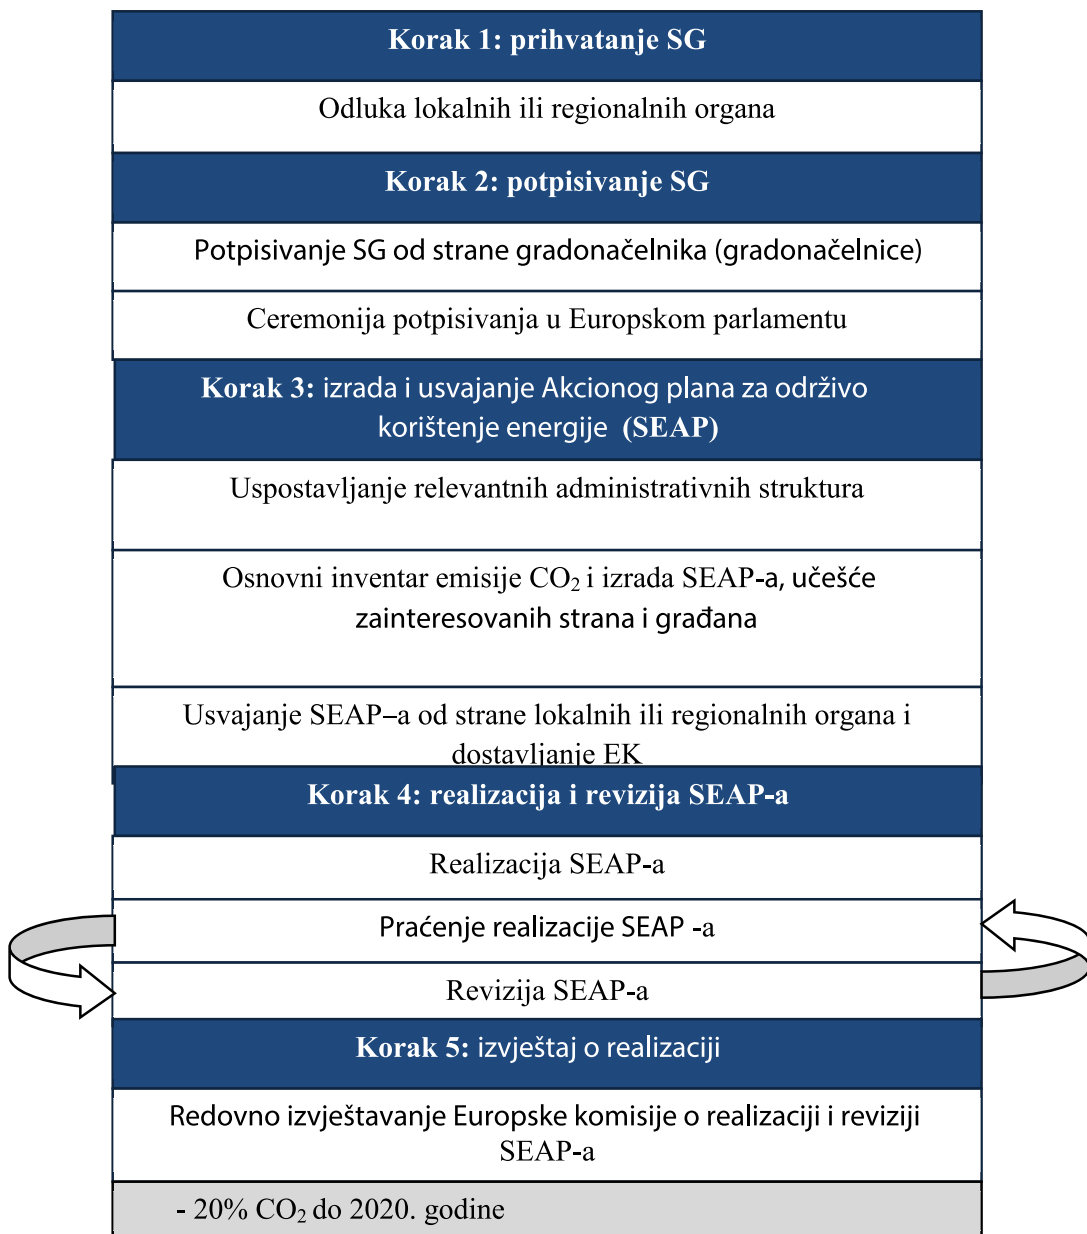 Korak 1: prihvatanje SG
Odluka lokalnih ili regionalnih organa
Korak 2: potpisivanje SG
Potpisivanje SG od strane gradonačelnika (gradonačelnice)
Ceremonija potpisivanja u Europskom parlamentu
Korak 3: izrada i usvajanje Akcionog plana za održivo
korištenje energije (SEAP)
Uspostavljanje relevantnih administrativnih struktura
Osnovni inventar emisije CO₂ i izrada SEAP-a, učešće
zainteresovanih strana i građana
Usvajanje SEAP–a od strane lokalnih ili regionalnih organa i
dostavljanje EK
Korak 4: realizacija i revizija SEAP-a
Realizacija SEAP-a
Praćenje realizacije SEAP -a
Revizija SEAP-a
Korak 5: izvještaj o realizaciji
Redovno izvještavanje Europske komisije o realizaciji i reviziji
SEAP-a
- 20% CO₂ do 2020. godine